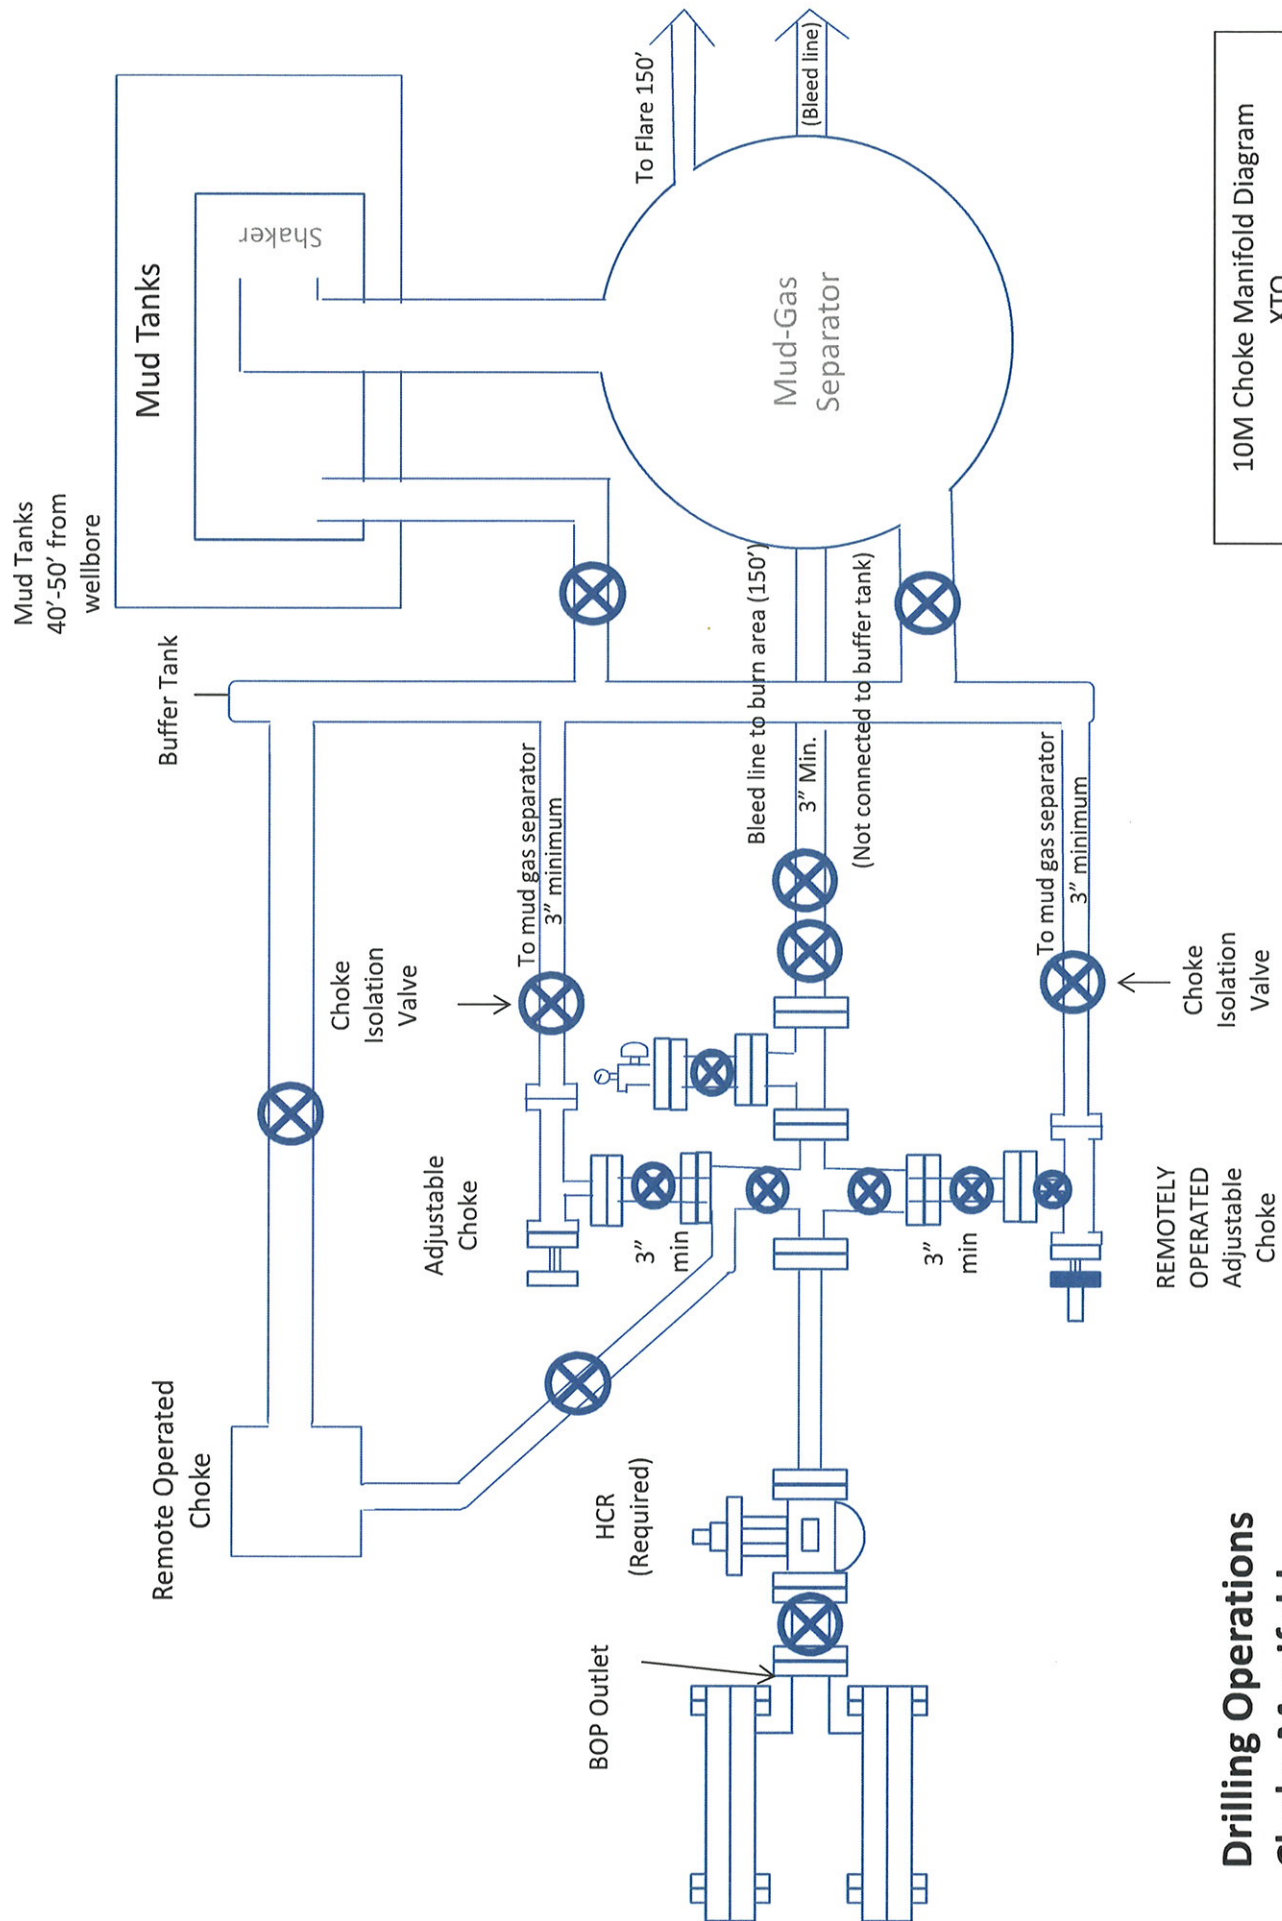 Mud Tanks
40'-50' from
wellbore
Mud Tanks
Shaker
Buffer Tank
To Flare 150'
(Bleed line)
Mud-Gas
Separator
Remote Operated
Choke
Adjustable
Choke
Choke
Isolation
Valve
To mud gas separator
3" minimum
Bleed line to burn area (150')
3" Min.
(Not connected to buffer tank)
BOP Outlet
HCR
(Required)
3"
min
3"
min
To mud gas separator
3" minimum
REMOTELY
OPERATED
Adjustable
Choke
Choke
Isolation
Valve
Drilling Operations
10M Choke Manifold Diagram
XTO